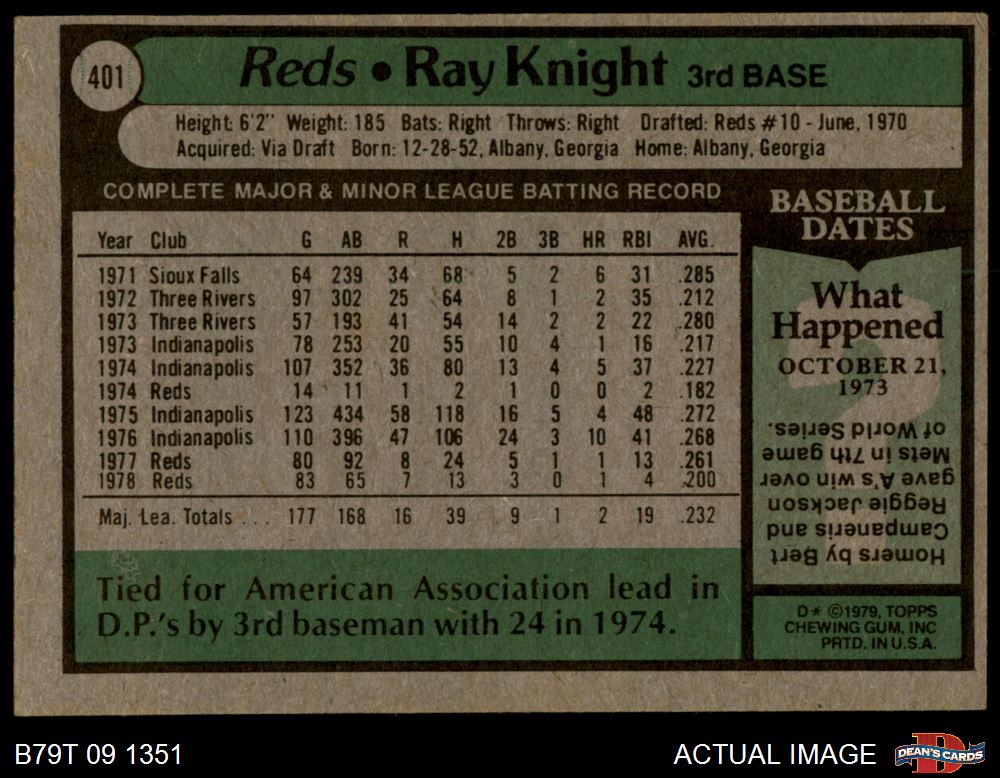 401
Reds • Ray Knight 3rd BASE
Height: 6'2" Weight: 185 Bats: Right Throws: Right Drafted: Reds #10 - June, 1970
Acquired: Via Draft Born: 12-28-52, Albany, Georgia Home: Albany, Georgia
COMPLETE MAJOR & MINOR LEAGUE BATTING RECORD
Year Club G AB R H 2B 3B HR RBI AVG.
1971 Sioux Falls 64 239 34 68 5 2 6 31 .285
1972 Three Rivers 97 302 25 64 8 1 2 35 .212
1973 Three Rivers 57 193 41 54 14 2 2 22 .280
1973 Indianapolis 78 253 20 55 10 4 1 16 .217
1974 Indianapolis 107 352 36 80 13 4 5 37 .227
1974 Reds 14 11 1 2 1 0 0 2 .182
1975 Indianapolis 123 434 58 118 16 5 4 48 .272
1976 Indianapolis 110 396 47 106 24 3 10 41 .268
1977 Reds 80 92 8 24 5 1 1 13 .261
1978 Reds 83 65 7 13 3 0 1 4 .200
Maj. Lea. Totals ... 177 168 16 39 9 1 2 19 .232
Tied for American Association lead in
D.P.'s by 3rd baseman with 24 in 1974.
BASEBALL
DATES
What
Happened
OCTOBER 21,
1973
Homers by Bert
Campaneris and
Reggie Jackson
gave A's win over
Mets in 7th game
of World Series.
D* ©1979, TOPPS
CHEWING GUM, INC
PRTD. IN U.S.A.
B79T 09 1351
ACTUAL IMAGE
D
DEAN'S CARDS